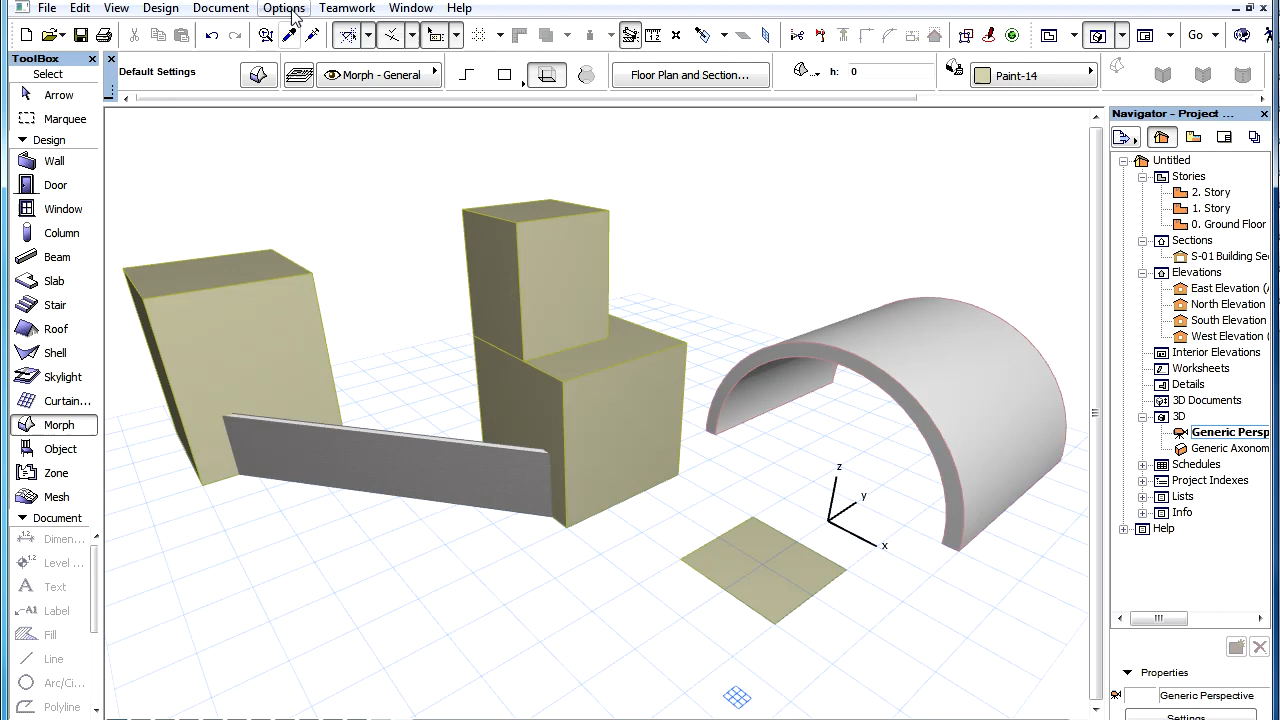 File Edit View Design Document Options Teamwork Window Help
Go
ToolBox
Select
Arrow
Marquee
Design
Wall
Door
Window
Column
Beam
Slab
Stair
Roof
Shell
Skylight
Curtain...
Morph
Object
Zone
Mesh
Document
Dimen...
Level ...
Text
A1 Label
Fill
Line
Arc/Ci...
Polyline
Default Settings
Morph - General
Floor Plan and Section...
h: 0
Paint-14
z
y
x
Navigator - Project ...
Untitled
Stories
2. Story
1. Story
0. Ground Floor
Sections
S-01 Building Se
Elevations
East Elevation (
North Elevation
South Elevation
West Elevation (
Interior Elevations
Worksheets
Details
3D Documents
3D
Generic Persp
Generic Axonom
Schedules
Project Indexes
Lists
Info
Help
Properties
Generic Perspective
Settings